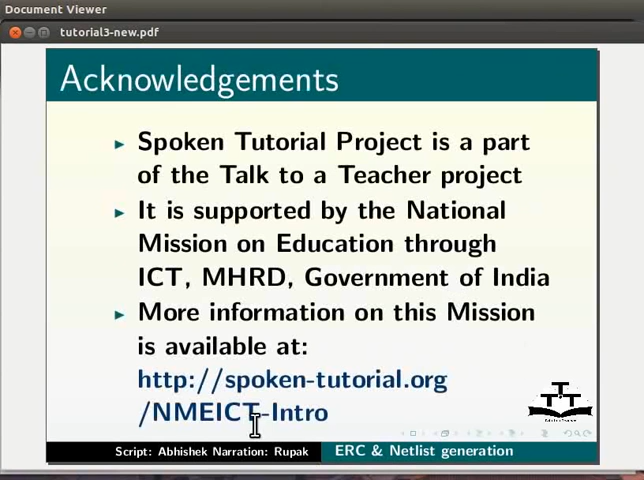 Document Viewer
tutorial3-new.pdf
Acknowledgements
Spoken Tutorial Project is a part
of the Talk to a Teacher project
It is supported by the National
Mission on Education through
ICT, MHRD, Government of India
More information on this Mission
is available at:
http://spoken-tutorial.org
/NMEICT-Intro
Script: Abhishek Narration: Rupak
ERC & Netlist generation